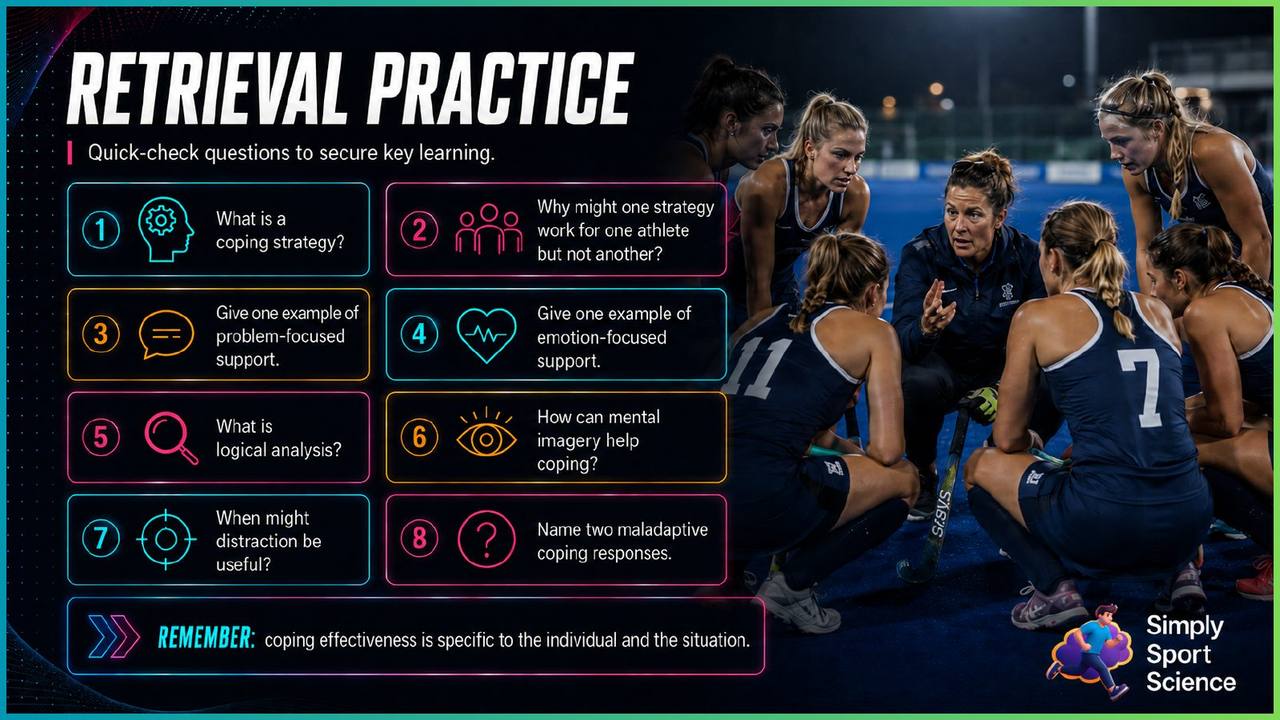 RETRIEVAL PRACTICE
Quick-check questions to secure key learning.
1
What is a
coping strategy?
2
Why might one strategy
work for one athlete
but not another?
3
Give one example of
problem-focused
support.
4
Give one example of
emotion-focused
support.
5
What is
logical analysis?
6
How can mental
imagery help
coping?
7
When might
distraction be
useful?
8
Name two maladaptive
coping responses.
REMEMBER: coping effectiveness is specific to the individual and the situation.
11
7
Simply
Sport
Science